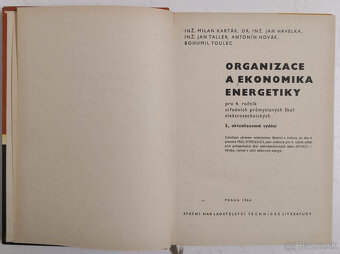 INŽ. MILAN KARTÁK, DR. INŽ. JAN HAVELKA,
INŽ. JAN TALLER, ANTONÍN NOVÁK,
BOHUMIL TOULEC
ORGANIZACE
A EKONOMIKA
ENERGETIKY
pro 4. ročník
středních průmyslových škol
elektrotechnických
2., aktualizované vydání
PRAHA 1964
STÁTNÍ NAKLADATELSTVÍ TECHNICKÉ LITERATURY